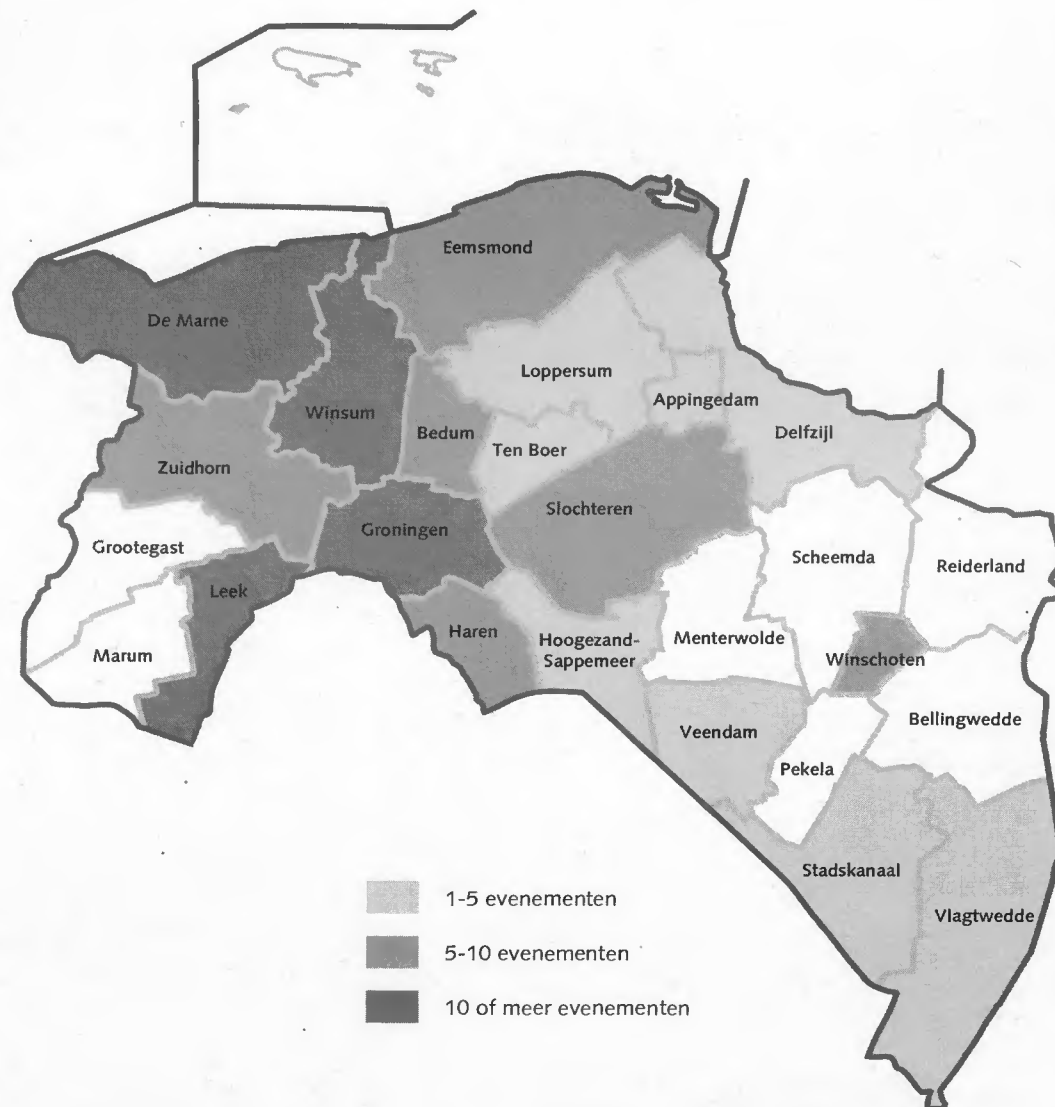 Eemsmond
De Marne
Loppersum
Appingedam
Winsum
Bedum
Delfzijl
Ten Boer
Zuidhorn
Slochteren
Groningen
Grootegast
Scheemda
Reiderland
Leek
Haren
Hoogezand-
Sappemeer
Menterwolde
Marum
Winschoten
Bellingwedde
Veendam
Pekela
Stadskanaal
Vlagtwedde
1-5 evenementen
5-10 evenementen
10 of meer evenementen